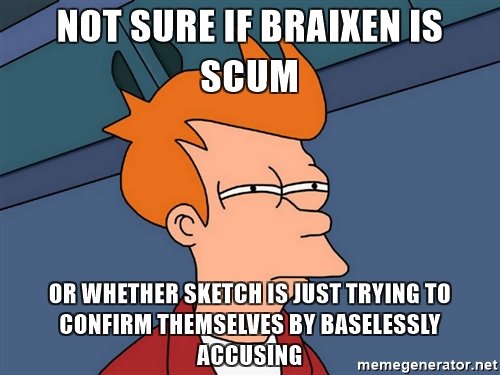 NOT SURE IF BRAIXEN IS
SCUM
OR WHETHER SKETCH IS JUST TRYING TO
CONFIRM THEMSELVES BY BASELESSLY
ACCUSING
memegenerator.net